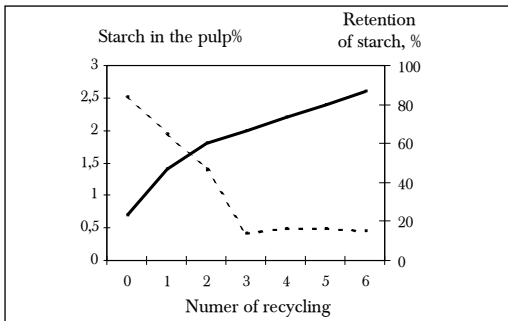 Starch in the pulp%
Retention
of starch, %
3
2,5
2
1,5
1
0,5
0
100
80
60
40
20
0
0 1 2 3 4 5 6
Numer of recycling